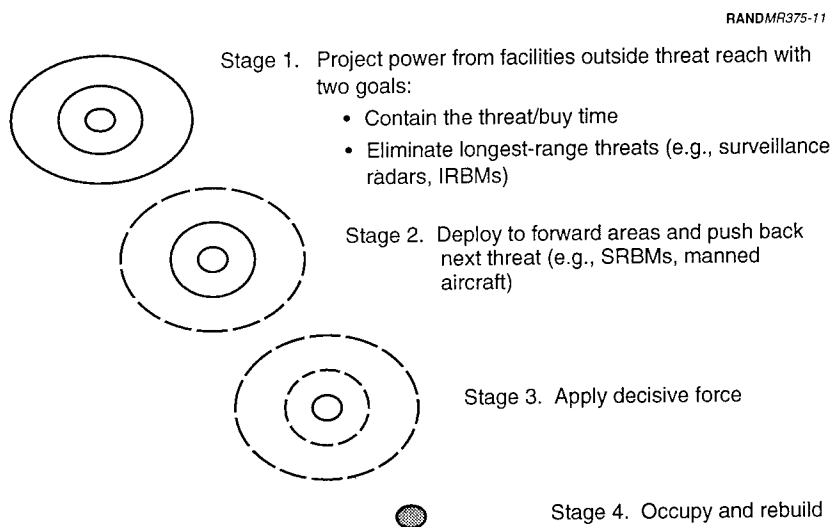 RANDMR375-11
Stage 1. Project power from facilities outside threat reach with
two goals:
• Contain the threat/buy time
• Eliminate longest-range threats (e.g., surveillance
radars, IRBMs)
Stage 2. Deploy to forward areas and push back
next threat (e.g., SRBMs, manned
aircraft)
Stage 3. Apply decisive force
Stage 4. Occupy and rebuild